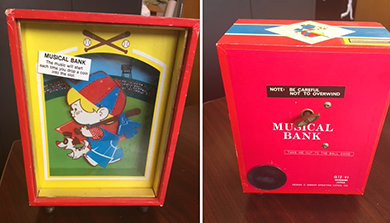 MUSICAL BANK
The music will start
each time you drop a coin
into the slot.
NOTE: BE CAREFUL
NOT TO OVERWIND
MUSICAL
BANK
TAKE ME OUT TO THE BALL GAME